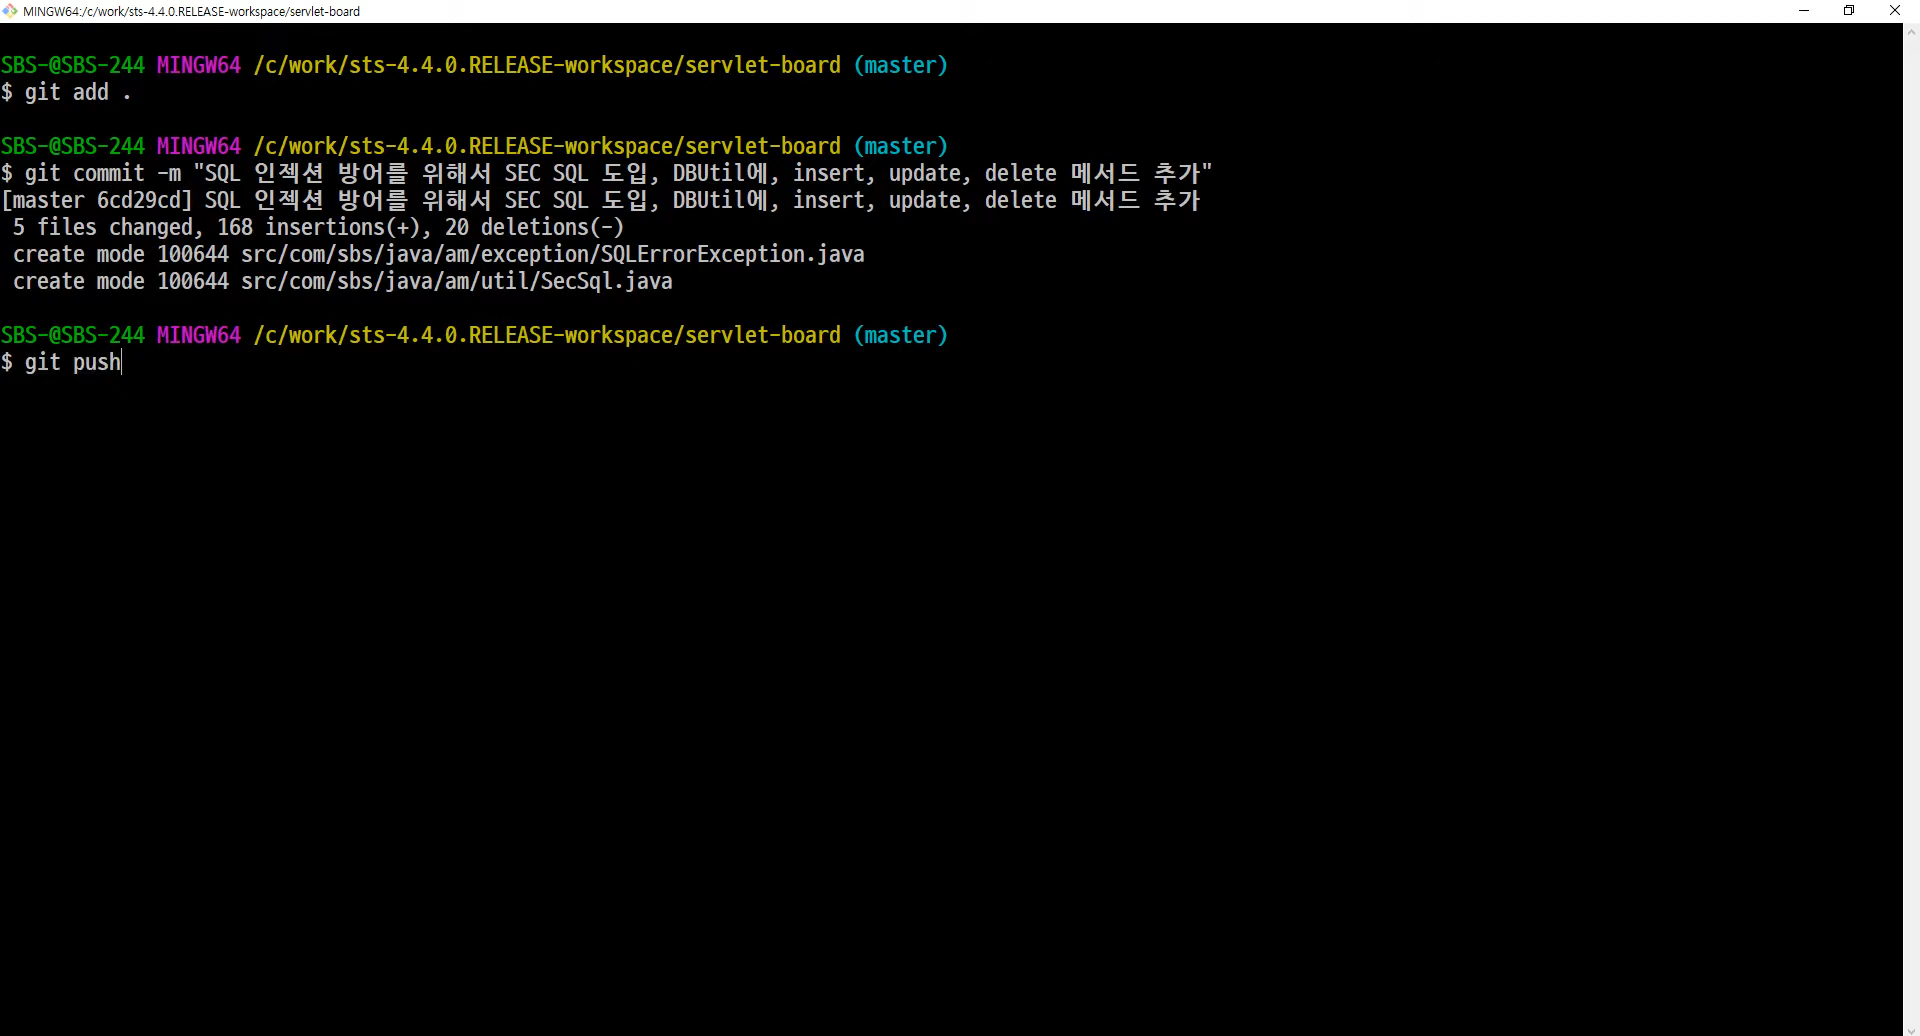 MINGW64:/c/work/sts-4.4.0.RELEASE-workspace/servlet-board
SBS-@SBS-244 MINGW64 /c/work/sts-4.4.0.RELEASE-workspace/servlet-board (master)
$ git add .
SBS-@SBS-244 MINGW64 /c/work/sts-4.4.0.RELEASE-workspace/servlet-board (master)
$ git commit -m "SQL 인젝션 방어를 위해서 SEC SQL 도입, DBUtil에, insert, update, delete 메서드 추가"
[master 6cd29cd] SQL 인젝션 방어를 위해서 SEC SQL 도입, DBUtil에, insert, update, delete 메서드 추가
 5 files changed, 168 insertions(+), 20 deletions(-)
 create mode 100644 src/com/sbs/java/am/exception/SQLErrorException.java
 create mode 100644 src/com/sbs/java/am/util/SecSql.java
SBS-@SBS-244 MINGW64 /c/work/sts-4.4.0.RELEASE-workspace/servlet-board (master)
$ git push